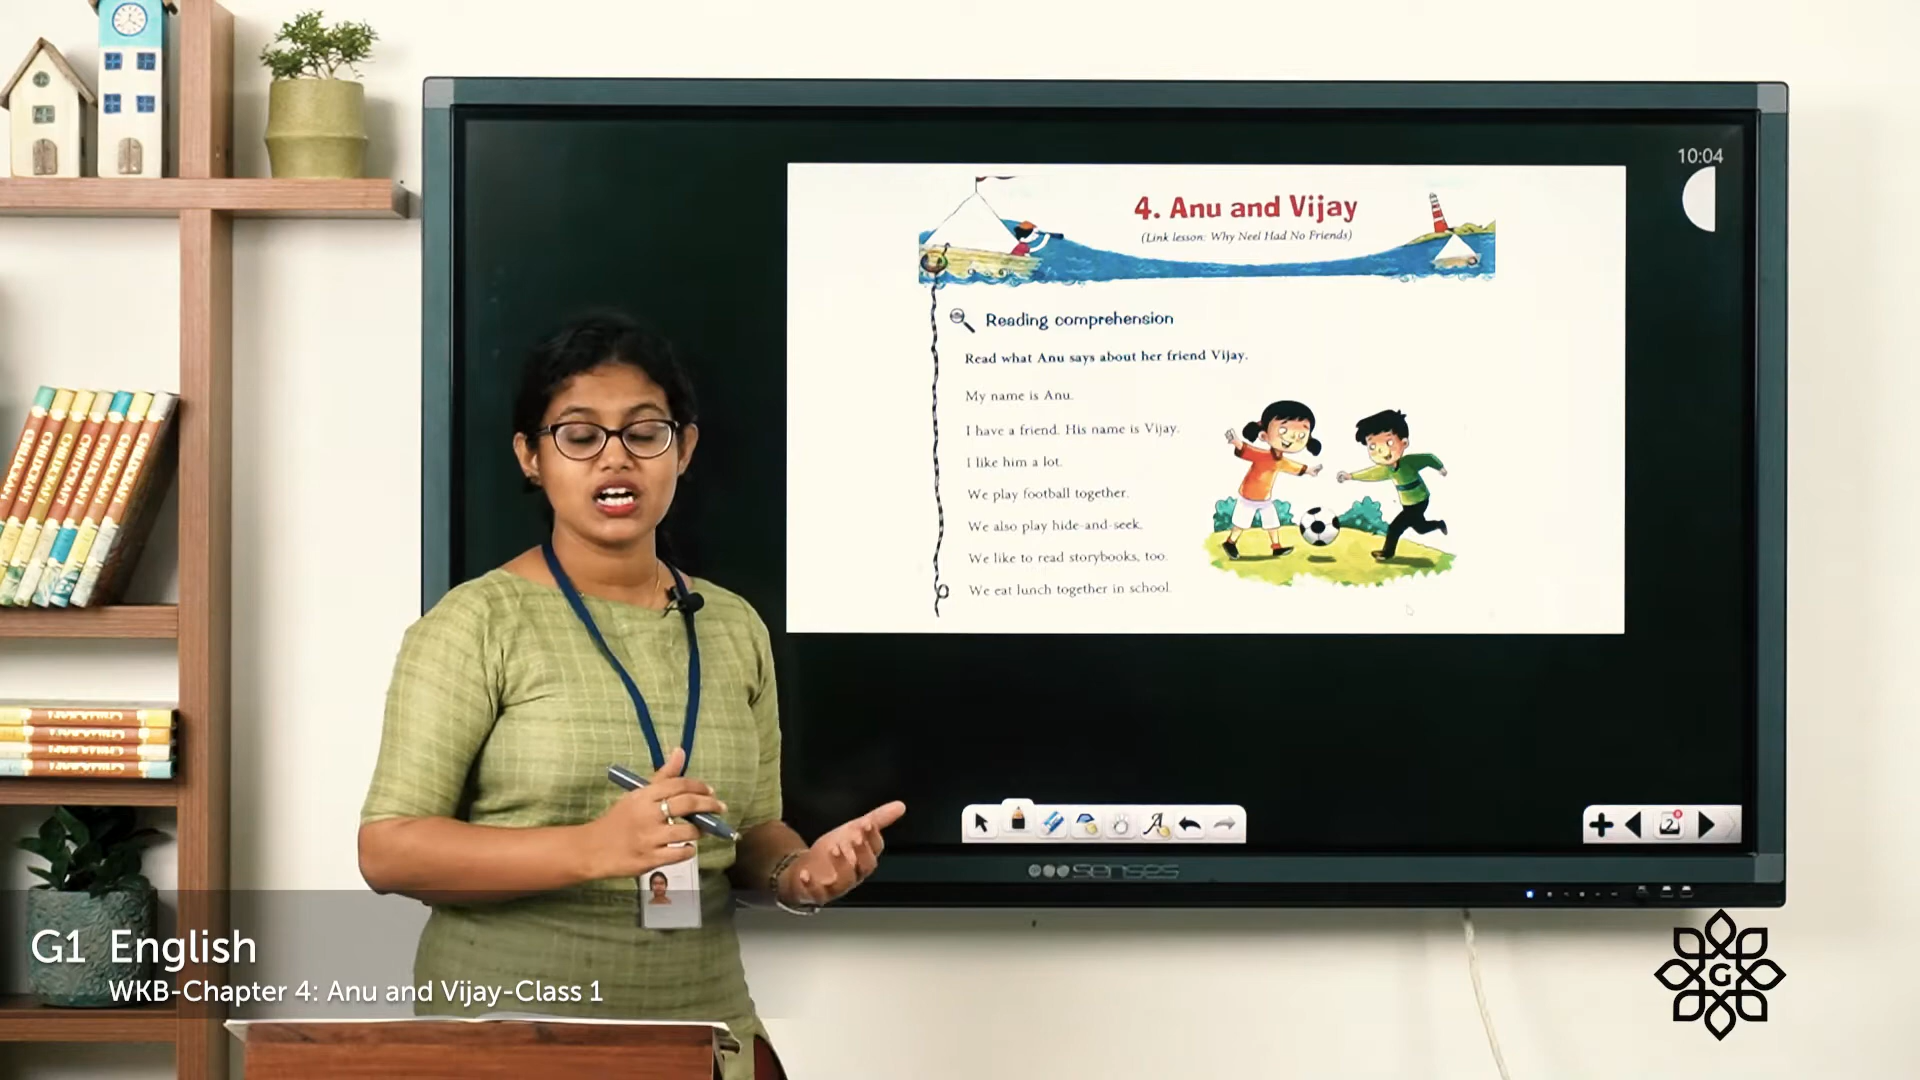 10:04
4. Anu and Vijay
(Link lesson: Why Neel Had No Friends)
Reading comprehension
Read what Anu says about her friend Vijay.
My name is Anu.
I have a friend. His name is Vijay.
I like him a lot.
We play football together.
We also play hide-and-seek.
We like to read storybooks, too.
We eat lunch together in school.
2
senses
G1 English
WKB-Chapter 4: Anu and Vijay-Class 1
G